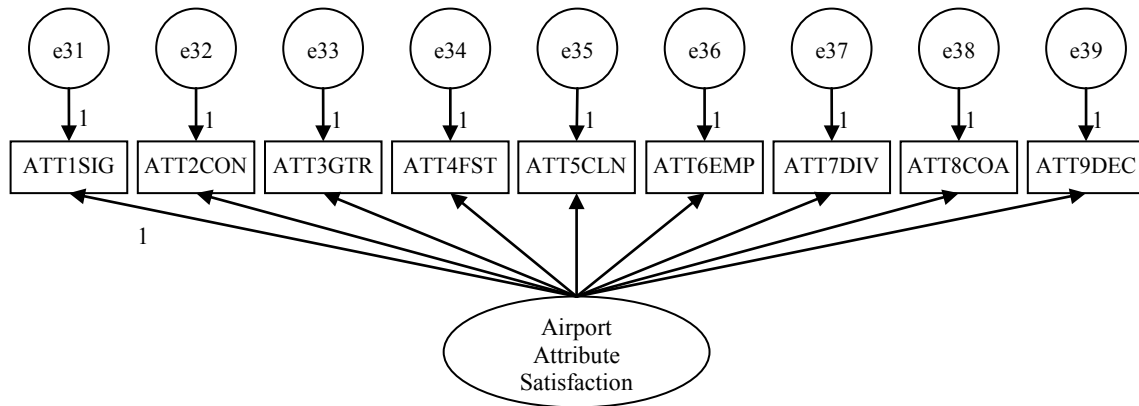 e31 e32 e33 e34 e35 e36 e37 e38 e39
1 1 1 1 1 1 1 1 1
ATT1SIG ATT2CON ATT3GTR ATT4FST ATT5CLN ATT6EMP ATT7DIV ATT8COA ATT9DEC
1
Airport
Attribute
Satisfaction